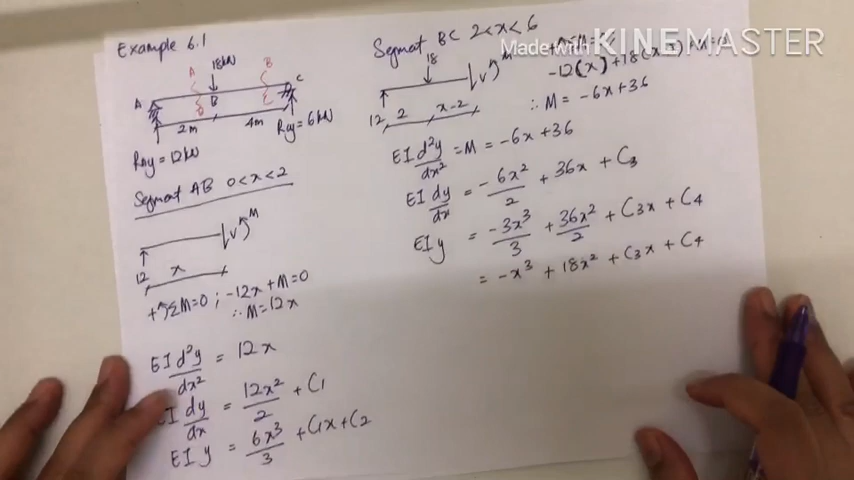 Example 6.1
18kN
A
B
A
B
C
2m
4m
RAy = 12kN
Rcy = 6kN
Segment AB 0<x<2
M
V
12
x
+ΣM=0 ; -12x+M=0
∴ M=12x
EI d²y/dx² = 12x
EI dy/dx = 12x²/2 + C1
EI y = 6x³/3 + C1x + C2
Segment BC 2<x<6
18
M
V
12
2
x-2
-12(x) + 18(x-2)
∴ M = -6x+36
EI d²y/dx² = M = -6x+36
EI dy/dx = -6x²/2 + 36x + C3
EI y = -3x³/3 + 36x²/2 + C3x + C4
= -x³ + 18x² + C3x + C4
Made with KINEMASTER